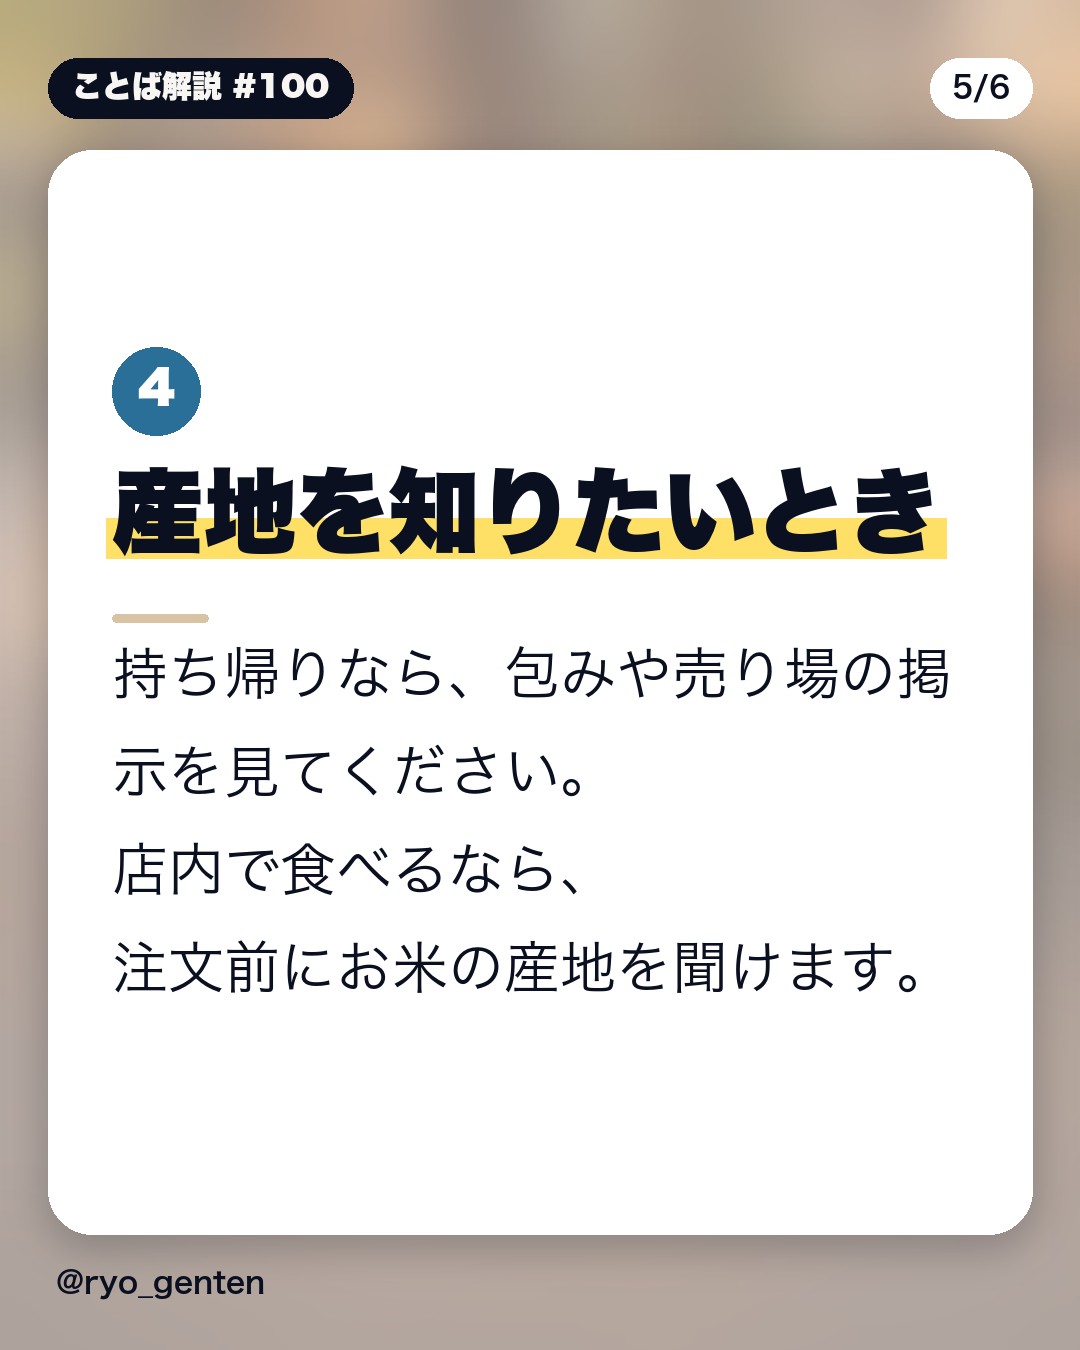 ことば解説 #100
5/6
4
産地を知りたいとき
持ち帰りなら、包みや売り場の掲
示を見てください。
店内で食べるなら、
注文前にお米の産地を聞けます。
@ryo_genten